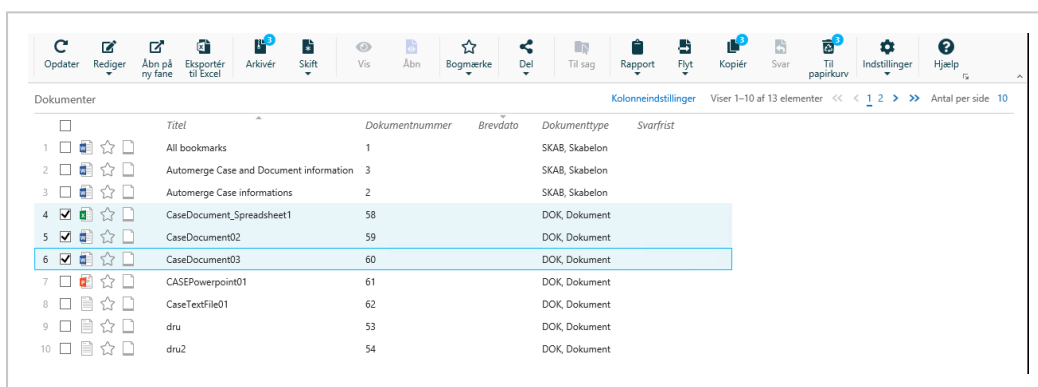 3 3 3
Opdater Rediger Åbn på ny fane Eksportér til Excel Arkivér Skift Vis Åbn Bogmærke Del Til sag Rapport Flyt Kopiér Svar Til papirkurv Indstillinger Hjælp
Dokumenter Kolonneindstillinger Viser 1–10 af 13 elementer << < 1 2 > >> Antal per side 10
Titel Dokumentnummer Brevdato Dokumenttype Svarfrist
1 All bookmarks 1 SKAB, Skabelon
2 Automerge Case and Document information 3 SKAB, Skabelon
3 Automerge Case informations 2 SKAB, Skabelon
4 CaseDocument_Spreadsheet1 58 DOK, Dokument
5 CaseDocument02 59 DOK, Dokument
6 CaseDocument03 60 DOK, Dokument
7 CASEPowerpoint01 61 DOK, Dokument
8 CaseTextFile01 62 DOK, Dokument
9 dru 53 DOK, Dokument
10 dru2 54 DOK, Dokument